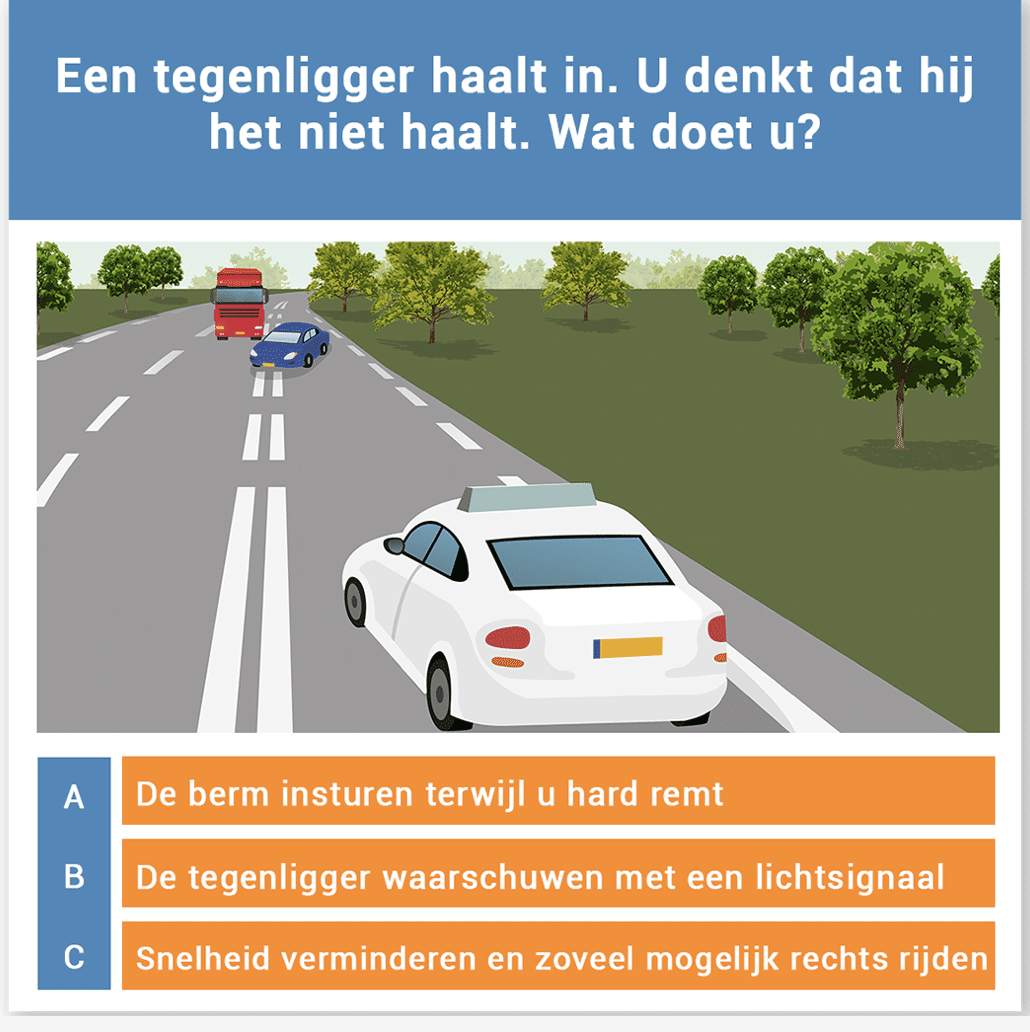 Een tegenligger haalt in. U denkt dat hij
het niet haalt. Wat doet u?
A De berm insturen terwijl u hard remt
B De tegenligger waarschuwen met een lichtsignaal
C Snelheid verminderen en zoveel mogelijk rechts rijden